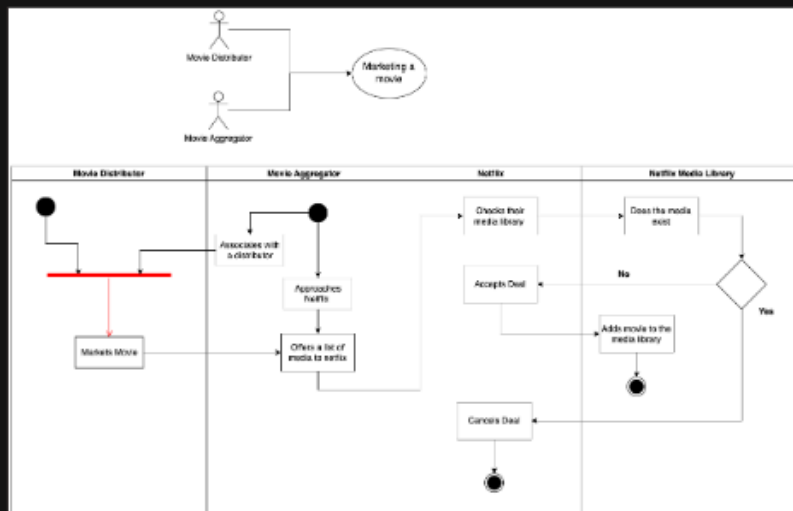 Movie Distributor
Marketing a
movie
Movie Aggregator
Movie Distributor
Movie Aggregator
Netflix
Netflix Media Library
Checks their
media library
Does the media
exist
Associates with
a distributor
Approaches
Netflix
Accepts Deal
No
Yes
Markets Movie
Offers a list of
media to netflix
Adds movie to the
media library
Cancels Deal